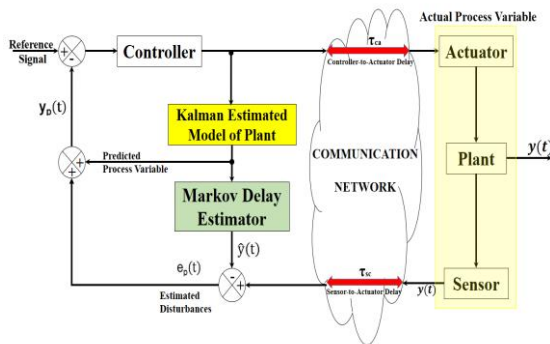 Actual Process Variable
Reference
Signal
+
-
Controller
τca
Controller-to-Actuator Delay
Actuator
yp(t)
Kalman Estimated
Model of Plant
COMMUNICATION
NETWORK
Plant
y(t)
+
+
Predicted
Process Variable
Markov Delay
Estimator
ŷ(t)
ep(t)
-
+
Estimated
Disturbances
τsc
Sensor-to-Actuator Delay
y(t)
Sensor